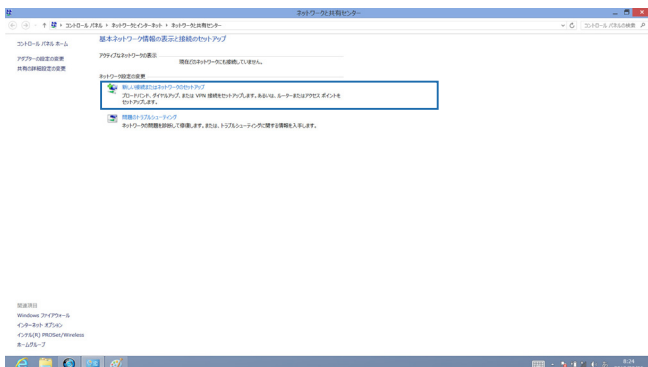 ネットワークと共有センター
コントロール パネル ▸ ネットワークとインターネット ▸ ネットワークと共有センター
コントロール パネルの検索
コントロール パネル ホーム
アダプターの設定の変更
共有の詳細設定の変更
基本ネットワーク情報の表示と接続のセットアップ
アクティブなネットワークの表示
現在どのネットワークにも接続していません。
ネットワーク設定の変更
新しい接続またはネットワークのセットアップ
ブロードバンド、ダイヤルアップ、または VPN 接続をセットアップします。あるいは、ルーターまたはアクセス ポイントを
セットアップします。
問題のトラブルシューティング
ネットワークの問題を診断して修復します。または、トラブルシューティングに関する情報を入手します。
関連項目
Windows ファイアウォール
インターネット オプション
インテル(R) PROSet/Wireless
ホームグループ
8:24